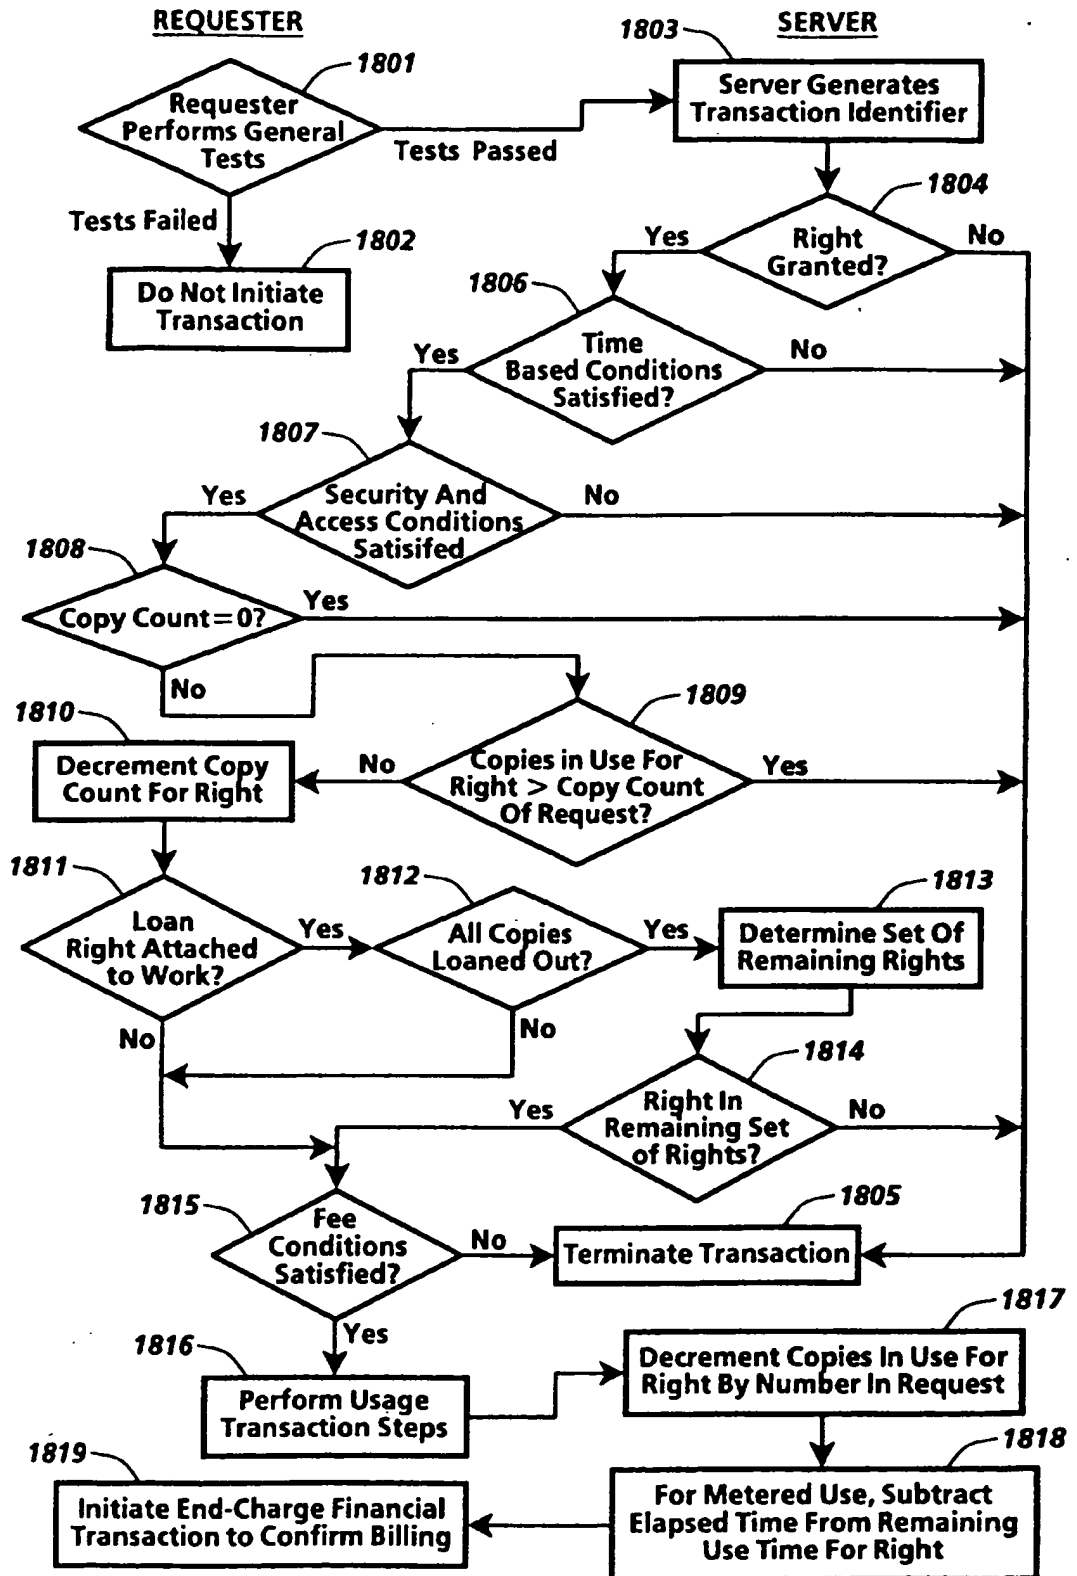 REQUESTER
SERVER
1801
Requester
Performs General
Tests
Tests Passed
1803
Server Generates
Transaction Identifier
Tests Failed
1802
Do Not Initiate
Transaction
1804
Right
Granted?
Yes
No
1806
Time
Based Conditions
Satisfied?
Yes
No
1807
Security And
Access Conditions
Satisifed
Yes
No
1808
Copy Count=0?
Yes
No
1809
Copies in Use For
Right > Copy Count
Of Request?
No
Yes
1810
Decrement Copy
Count For Right
1811
Loan
Right Attached
to Work?
Yes
No
1812
All Copies
Loaned Out?
Yes
No
1813
Determine Set Of
Remaining Rights
1814
Right In
Remaining Set
of Rights?
Yes
No
1815
Fee
Conditions
Satisfied?
No
Yes
1805
Terminate Transaction
1816
Perform Usage
Transaction Steps
1817
Decrement Copies In Use For
Right By Number In Request
1818
For Metered Use, Subtract
Elapsed Time From Remaining
Use Time For Right
1819
Initiate End-Charge Financial
Transaction to Confirm Billing